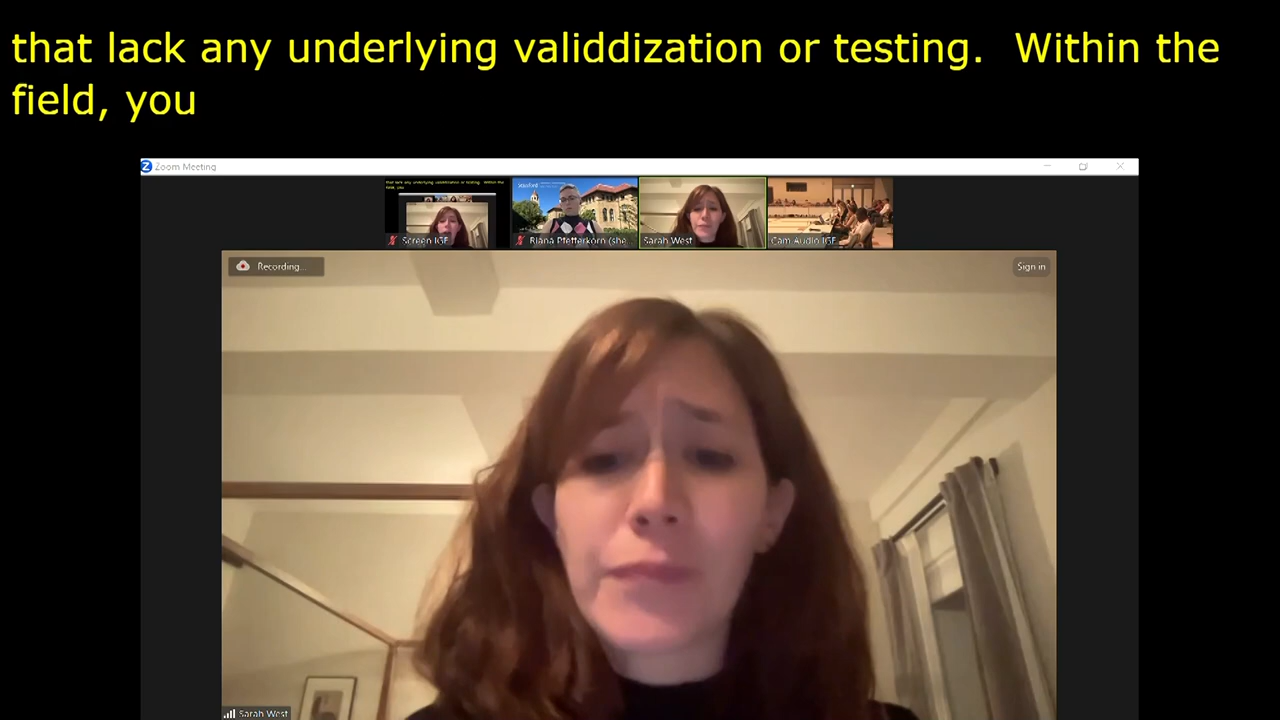 that lack any underlying validdization or testing.  Within the
field, you
Zoom Meeting
Screen IGF
Riana Pfefferkorn (she...
Sarah West
Cam Audio IGF
Recording...
Sign in
Sarah West